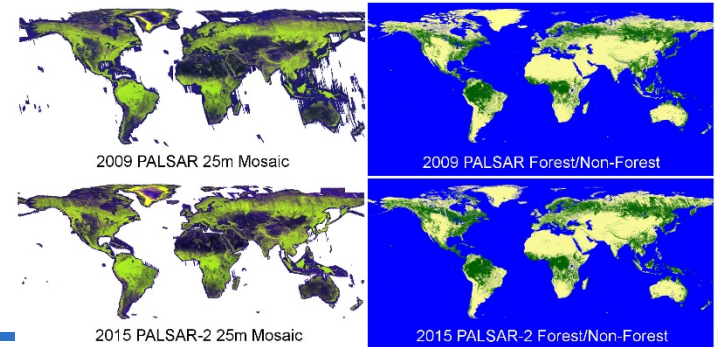 2009 PALSAR 25m Mosaic
2009 PALSAR Forest/Non-Forest
2015 PALSAR-2 25m Mosaic
2015 PALSAR-2 Forest/Non-Forest